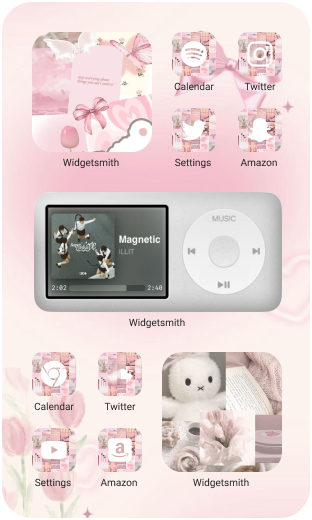 Calendar
Twitter
Widgetsmith
Settings
Amazon
MUSIC
Magnetic
ILLIT
2:02
2:40
Widgetsmith
Calendar
Twitter
Settings
Amazon
Widgetsmith